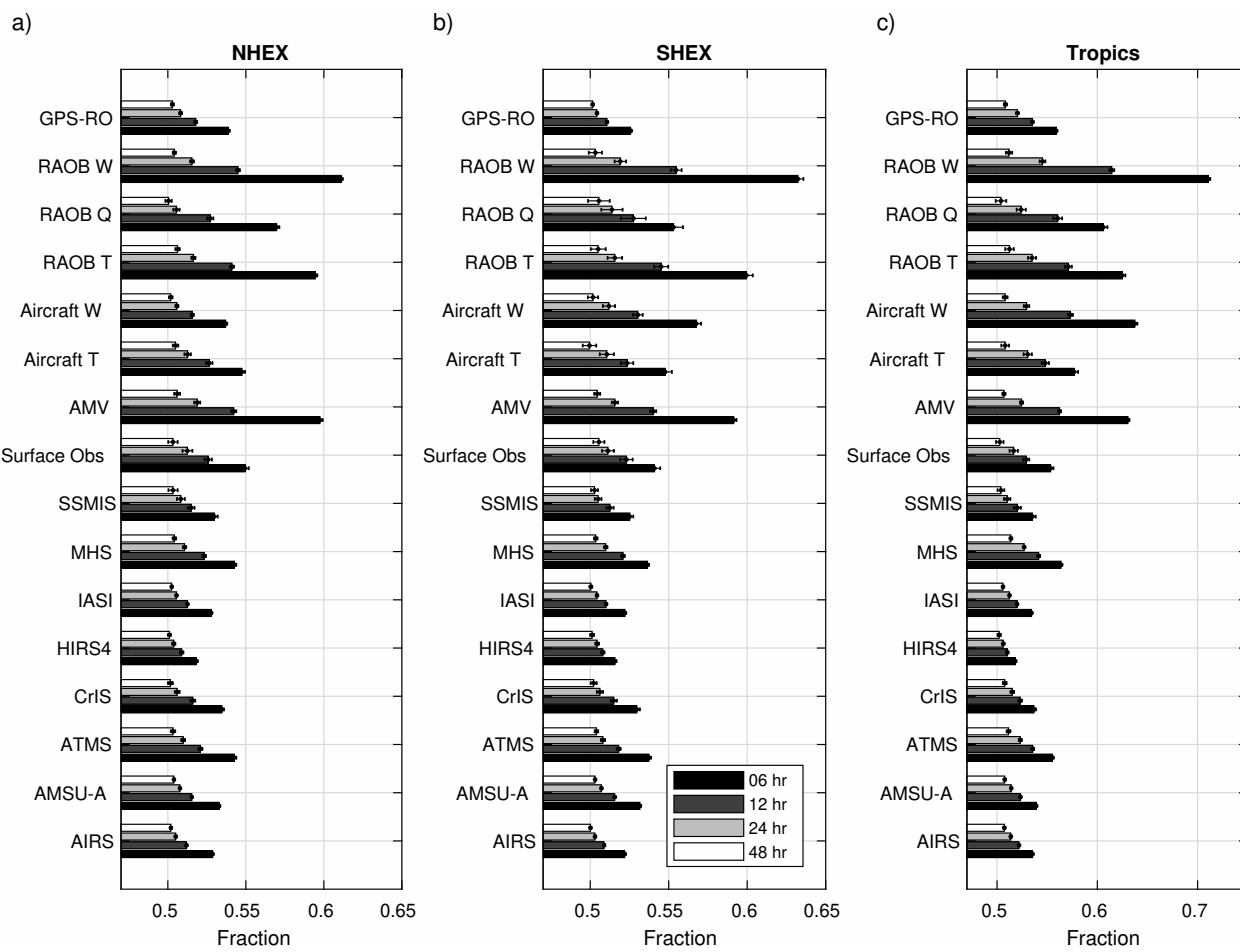 a)
NHEX
GPS-RO
RAOB W
RAOB Q
RAOB T
Aircraft W
Aircraft T
AMV
Surface Obs
SSMIS
MHS
IASI
HIRS4
CrIS
ATMS
AMSU-A
AIRS
0.5 0.55 0.6 0.65
Fraction
b)
SHEX
GPS-RO
RAOB W
RAOB Q
RAOB T
Aircraft W
Aircraft T
AMV
Surface Obs
SSMIS
MHS
IASI
HIRS4
CrIS
ATMS
AMSU-A
AIRS
06 hr
12 hr
24 hr
48 hr
0.5 0.55 0.6 0.65
Fraction
c)
Tropics
GPS-RO
RAOB W
RAOB Q
RAOB T
Aircraft W
Aircraft T
AMV
Surface Obs
SSMIS
MHS
IASI
HIRS4
CrIS
ATMS
AMSU-A
AIRS
0.5 0.6 0.7
Fraction